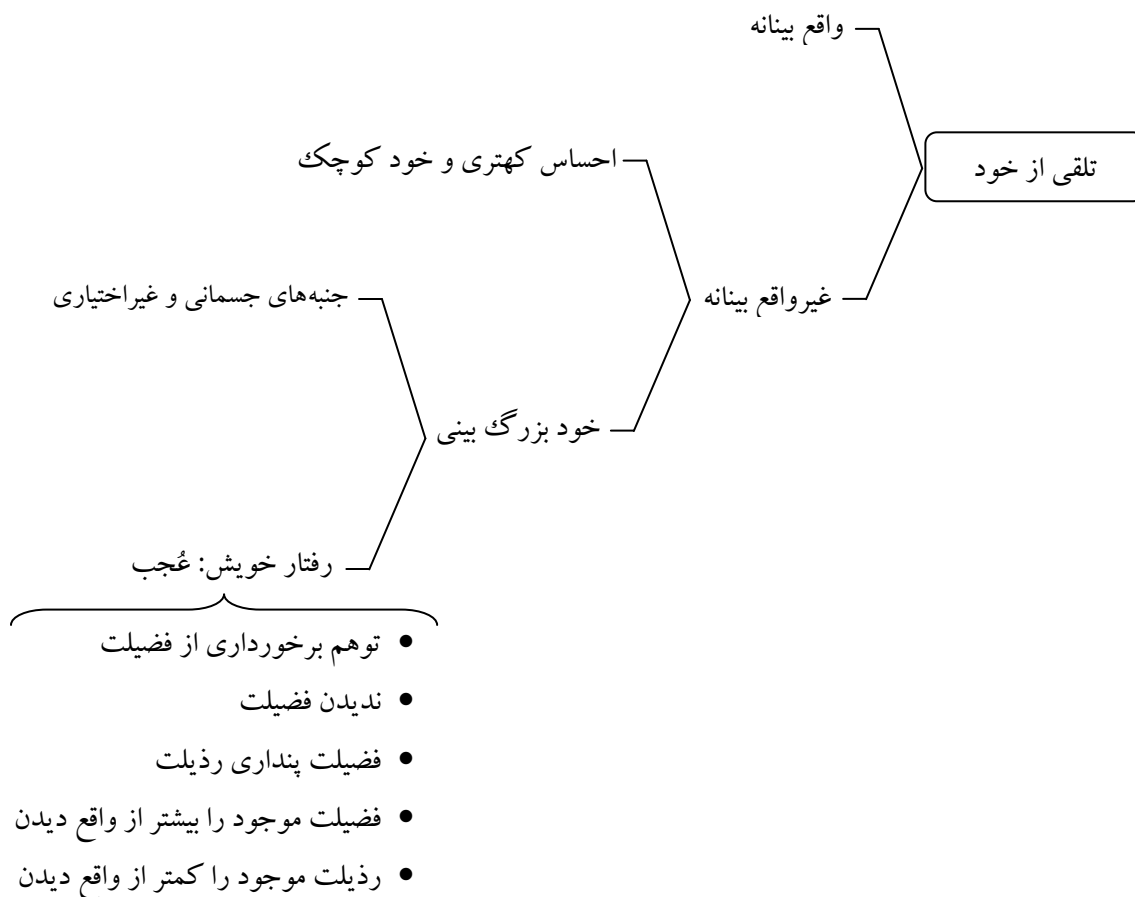 واقع بینانه
تلقی از خود
احساس کهتری و خود کوچک
غیرواقع بینانه
جنبه‌های جسمانی و غیراختیاری
خود بزرگ بینی
رفتار خویش: عُجب
• توهم برخورداری از فضیلت
• ندیدن فضیلت
• فضیلت پنداری رذیلت
• فضیلت موجود را بیشتر از واقع دیدن
• رذیلت موجود را کمتر از واقع دیدن